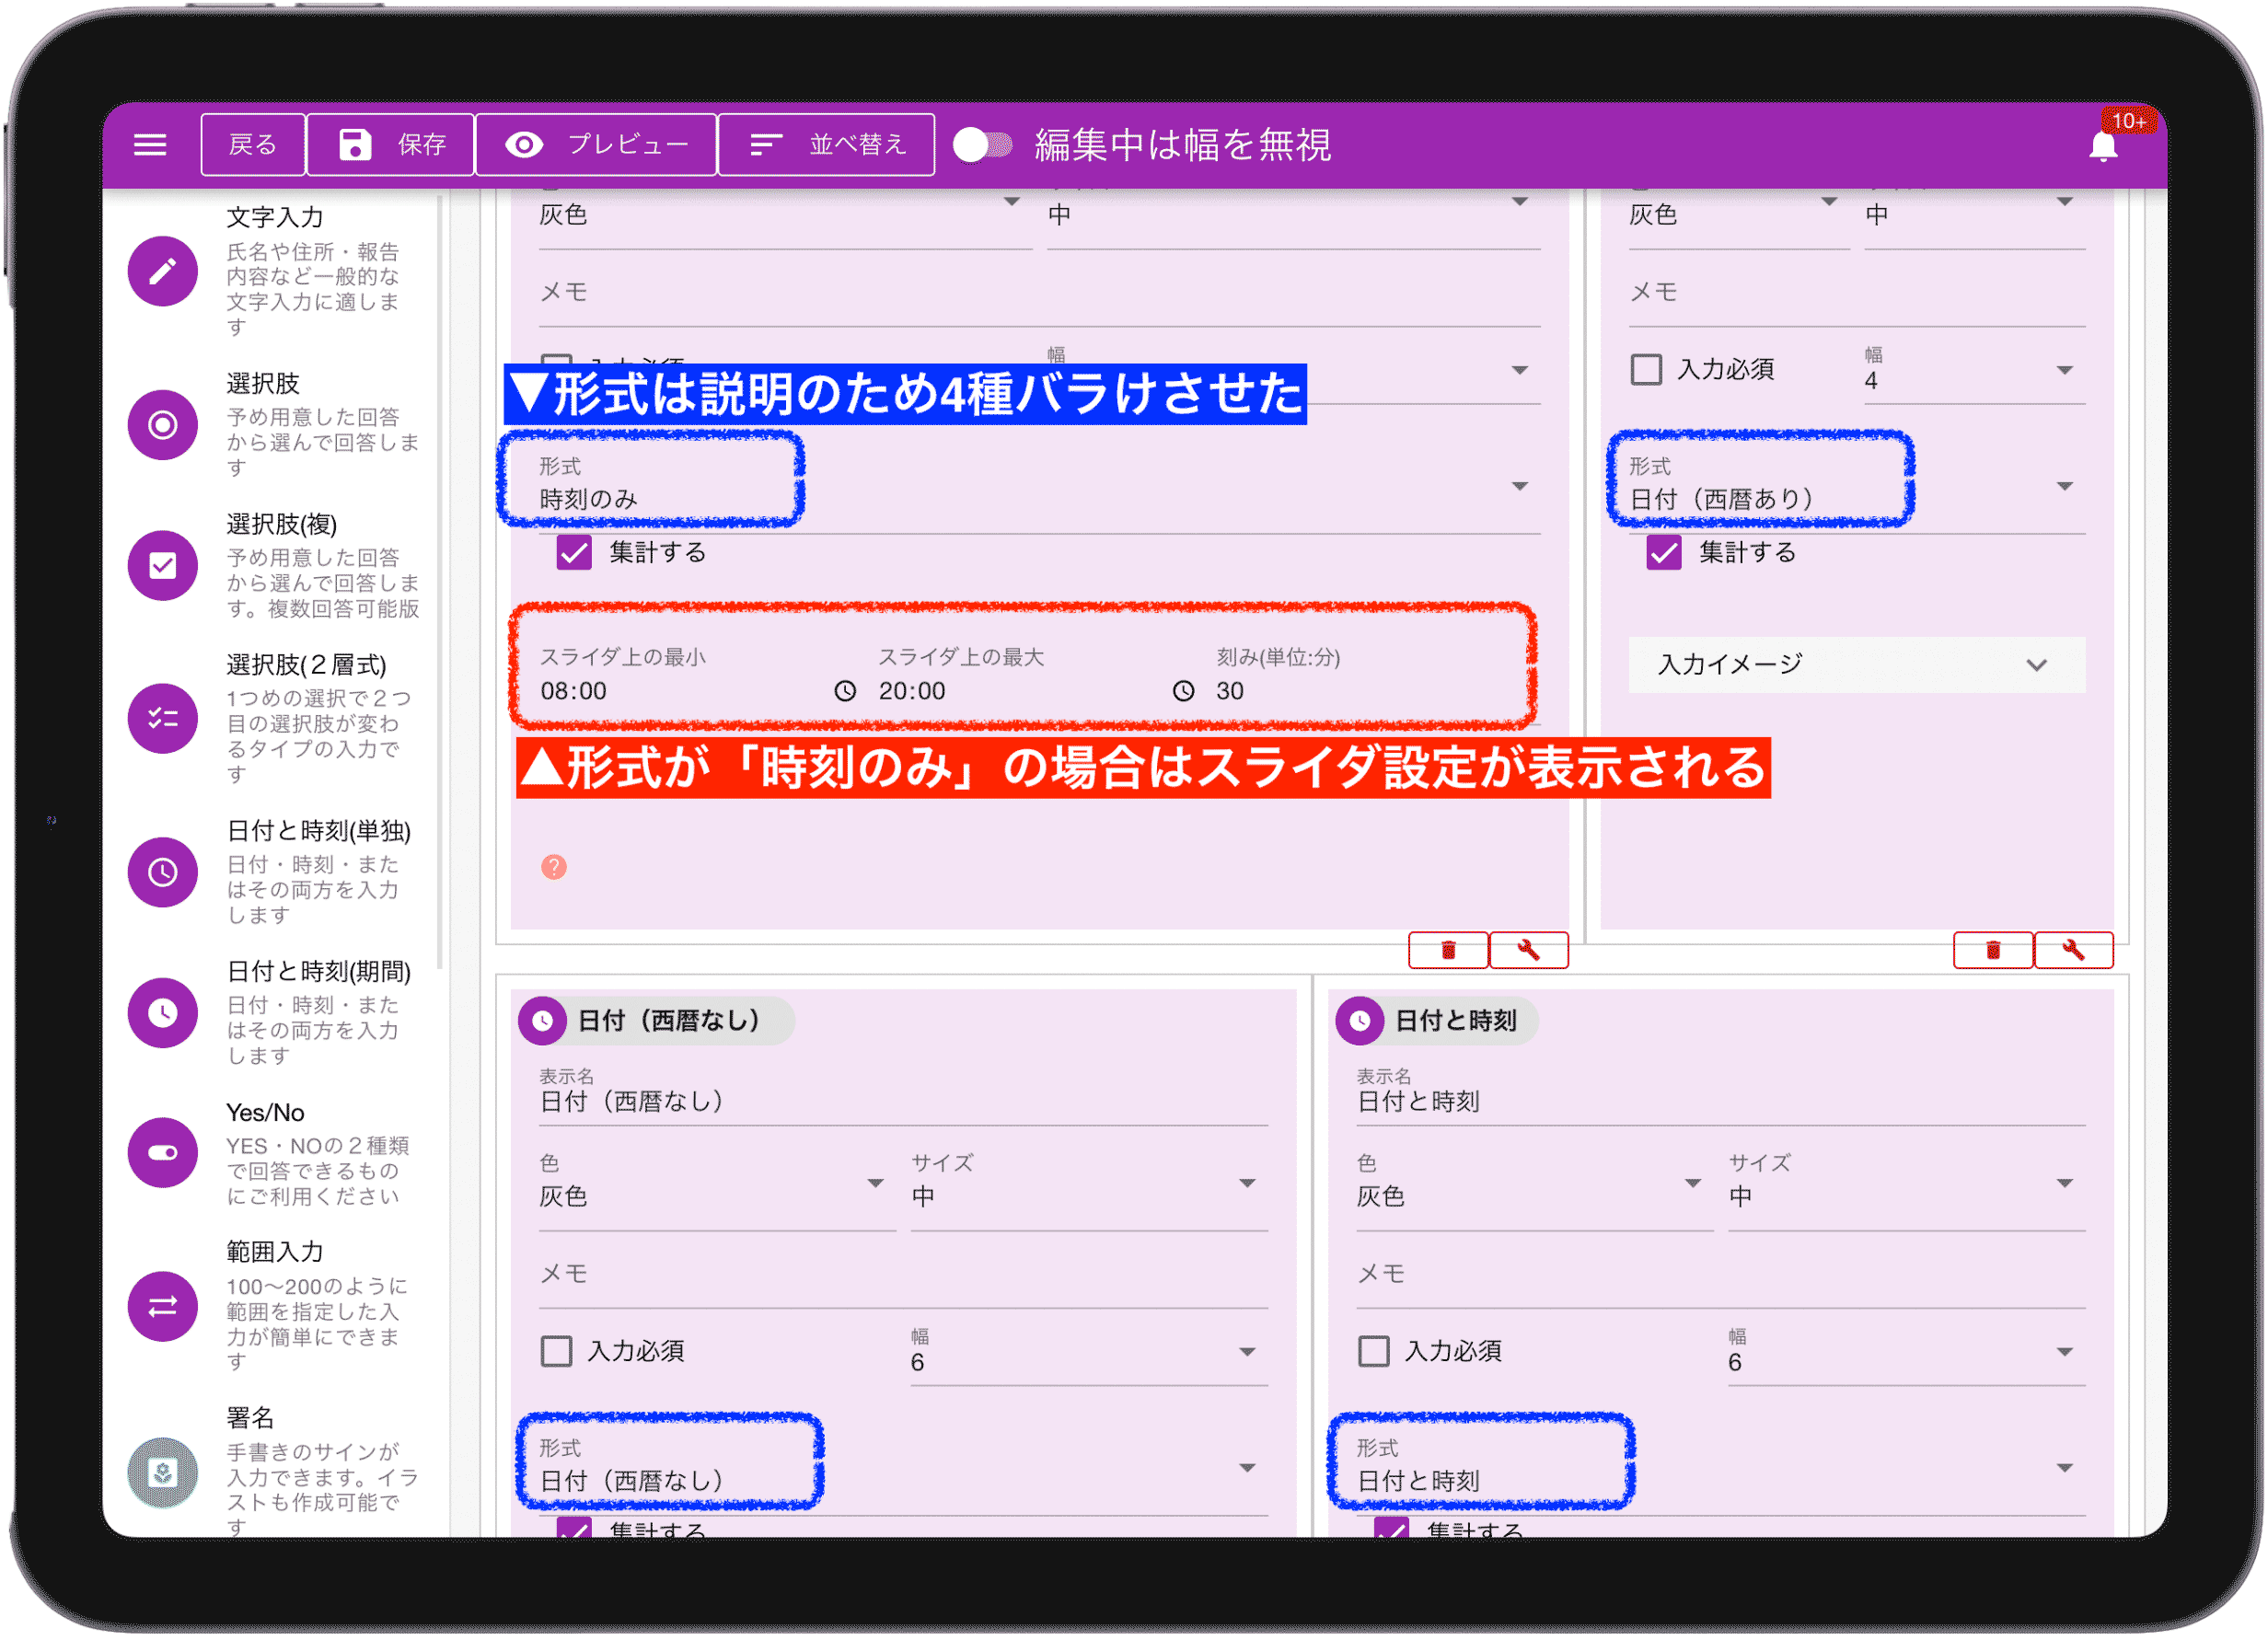 戻る 保存 プレビュー 並べ替え 編集中は幅を無視 10+
文字入力
氏名や住所・報告
内容など一般的な
文字入力に適しま
す
選択肢
予め用意した回答
から選んで回答しま
す
選択肢(複)
予め用意した回答
から選んで回答しま
す。複数回答可能版
選択肢(２層式)
1つめの選択で２つ
目の選択肢が変わ
るタイプの入力で
す
日付と時刻(単独)
日付・時刻・また
はその両方を入力
します
日付と時刻(期間)
日付・時刻・また
はその両方を入力
します
Yes/No
YES・NOの２種類
で回答できるもの
にご利用ください
範囲入力
100〜200のように
範囲を指定した入
力が簡単にできま
す
署名
手書きのサインが
入力できます。イラ
ストも作成可能で
す
灰色 中
メモ
幅
▼形式は説明のため4種バラけさせた
形式
時刻のみ
集計する
スライダ上の最小 スライダ上の最大 刻み(単位:分)
08:00 20:00 30
▲形式が「時刻のみ」の場合はスライダ設定が表示される
?
灰色 中
メモ
入力必須 幅
4
形式
日付（西暦あり）
集計する
入力イメージ
日付（西暦なし）
表示名
日付（西暦なし）
色 サイズ
灰色 中
メモ
入力必須 幅
6
形式
日付（西暦なし）
集計する
日付と時刻
表示名
日付と時刻
色 サイズ
灰色 中
メモ
入力必須 幅
6
形式
日付と時刻
集計する